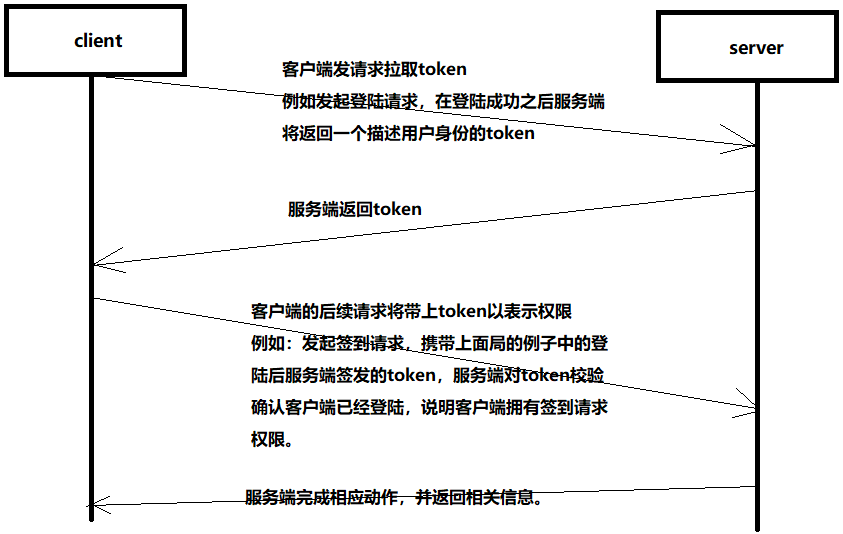 client
server
客户端发请求拉取token
例如发起登陆请求，在登陆成功之后服务端
将返回一个描述用户身份的token
服务端返回token
客户端的后续请求将带上token以表示权限
例如：发起签到请求，携带上面局的例子中的登
陆后服务端签发的token，服务端对token校验
确认客户端已经登陆，说明客户端拥有签到请求
权限。
服务端完成相应动作，并返回相关信息。